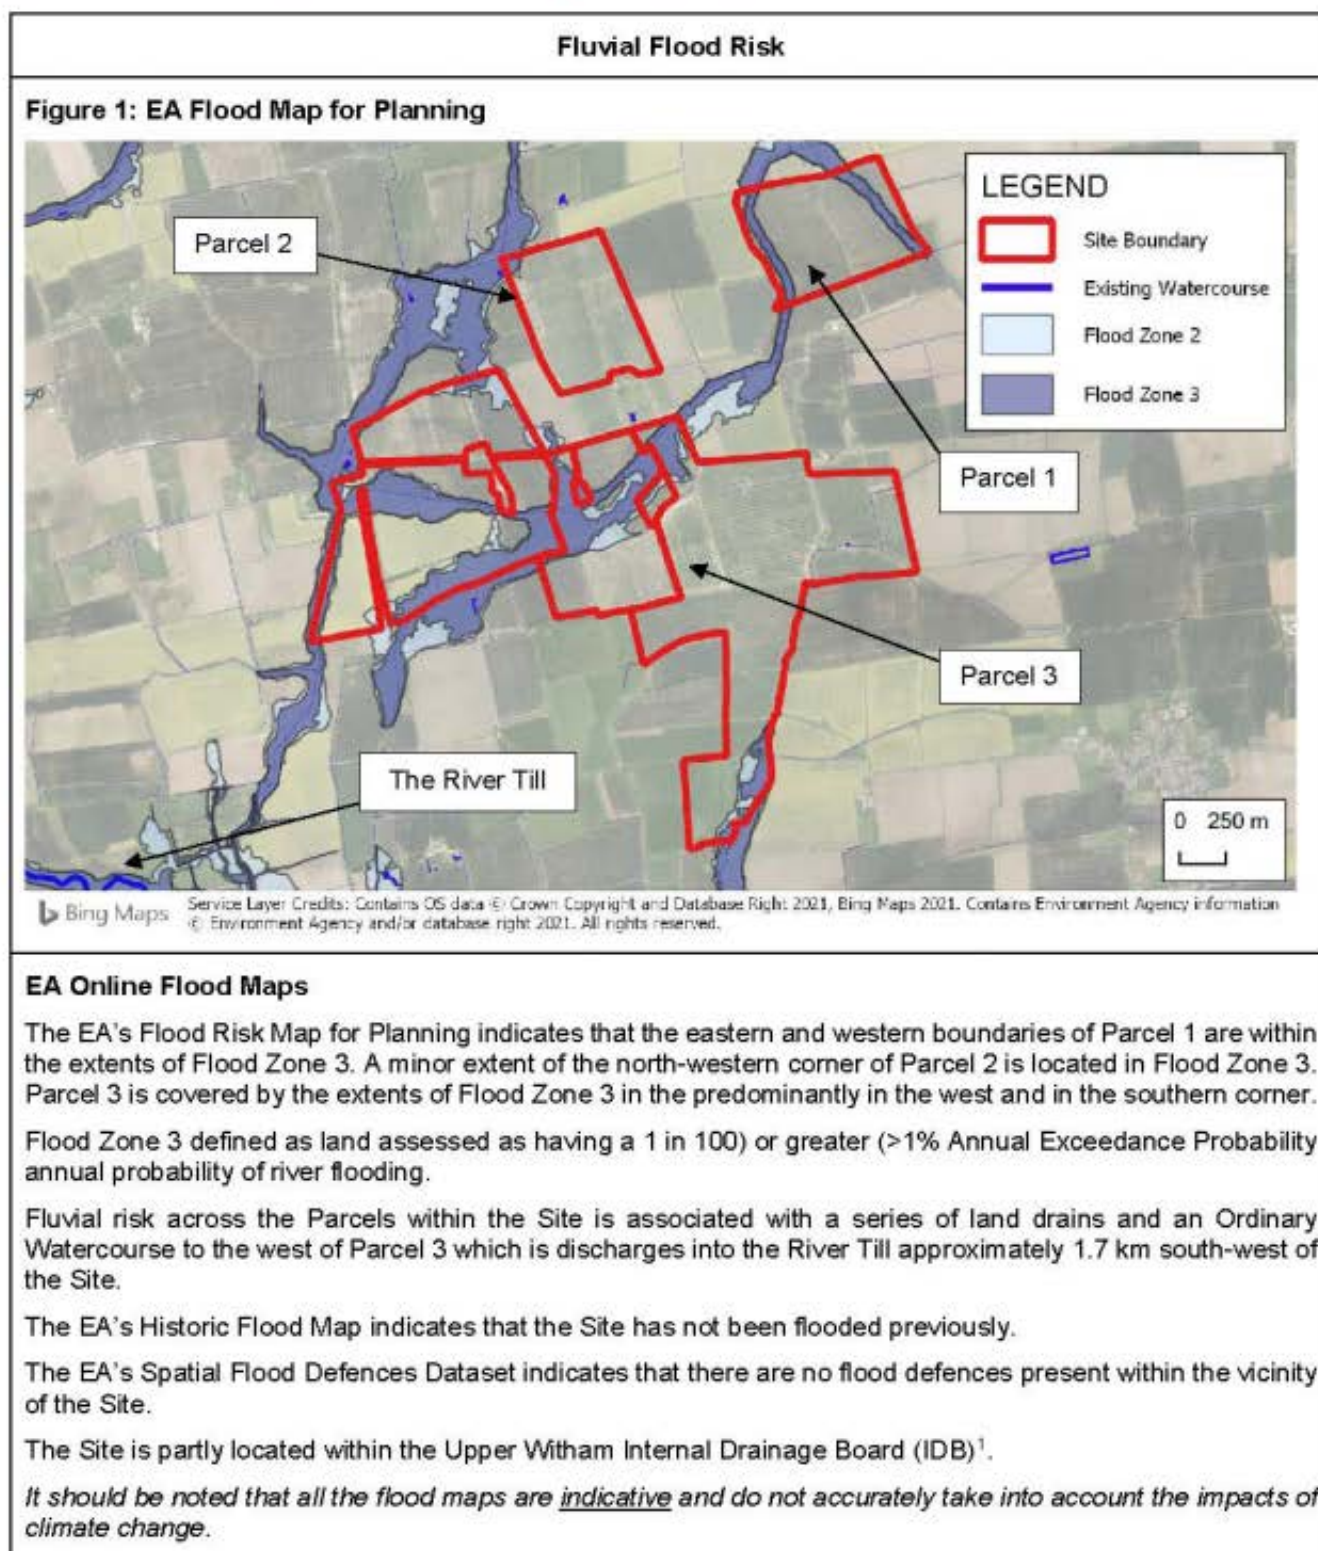 Fluvial Flood Risk
Figure 1: EA Flood Map for Planning
Parcel 2
LEGEND
Site Boundary
Existing Watercourse
Flood Zone 2
Flood Zone 3
Parcel 1
Parcel 3
The River Till
0 250 m
Bing Maps
Service Layer Credits: Contains OS data © Crown Copyright and Database Right 2021, Bing Maps 2021. Contains Environment Agency information
© Environment Agency and/or database right 2021. All rights reserved.
EA Online Flood Maps
The EA's Flood Risk Map for Planning indicates that the eastern and western boundaries of Parcel 1 are within
the extents of Flood Zone 3. A minor extent of the north-western corner of Parcel 2 is located in Flood Zone 3.
Parcel 3 is covered by the extents of Flood Zone 3 in the predominantly in the west and in the southern corner.
Flood Zone 3 defined as land assessed as having a 1 in 100) or greater (>1% Annual Exceedance Probability
annual probability of river flooding.
Fluvial risk across the Parcels within the Site is associated with a series of land drains and an Ordinary
Watercourse to the west of Parcel 3 which is discharges into the River Till approximately 1.7 km south-west of
the Site.
The EA's Historic Flood Map indicates that the Site has not been flooded previously.
The EA's Spatial Flood Defences Dataset indicates that there are no flood defences present within the vicinity
of the Site.
The Site is partly located within the Upper Witham Internal Drainage Board (IDB)¹.
It should be noted that all the flood maps are indicative and do not accurately take into account the impacts of
climate change.